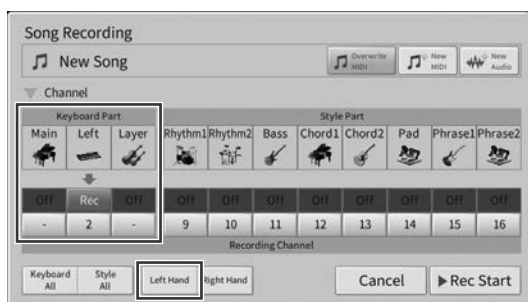 Song Recording
New Song
Overwrite MIDI
New MIDI
New Audio
Channel
Keyboard Part Style Part
Main Left Layer Rhythm1 Rhythm2 Bass Chord1 Chord2 Pad Phrase1 Phrase2
Off Rec Off Off Off Off Off Off Off Off Off
- 2 - 9 10 11 12 13 14 15 16
Recording Channel
Keyboard All
Style All
Left Hand
Right Hand
Cancel
Rec Start